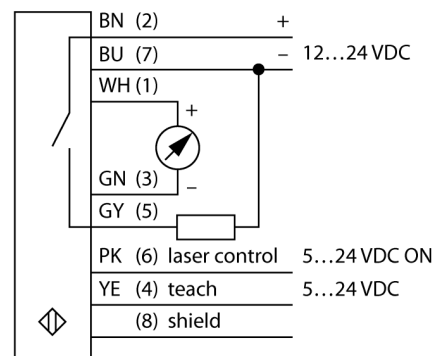 BN (2) +
BU (7) – 12…24 VDC
WH (1)
+
GN (3) –
GY (5)
PK (6) laser control 5…24 VDC ON
YE (4) teach 5…24 VDC
(8) shield